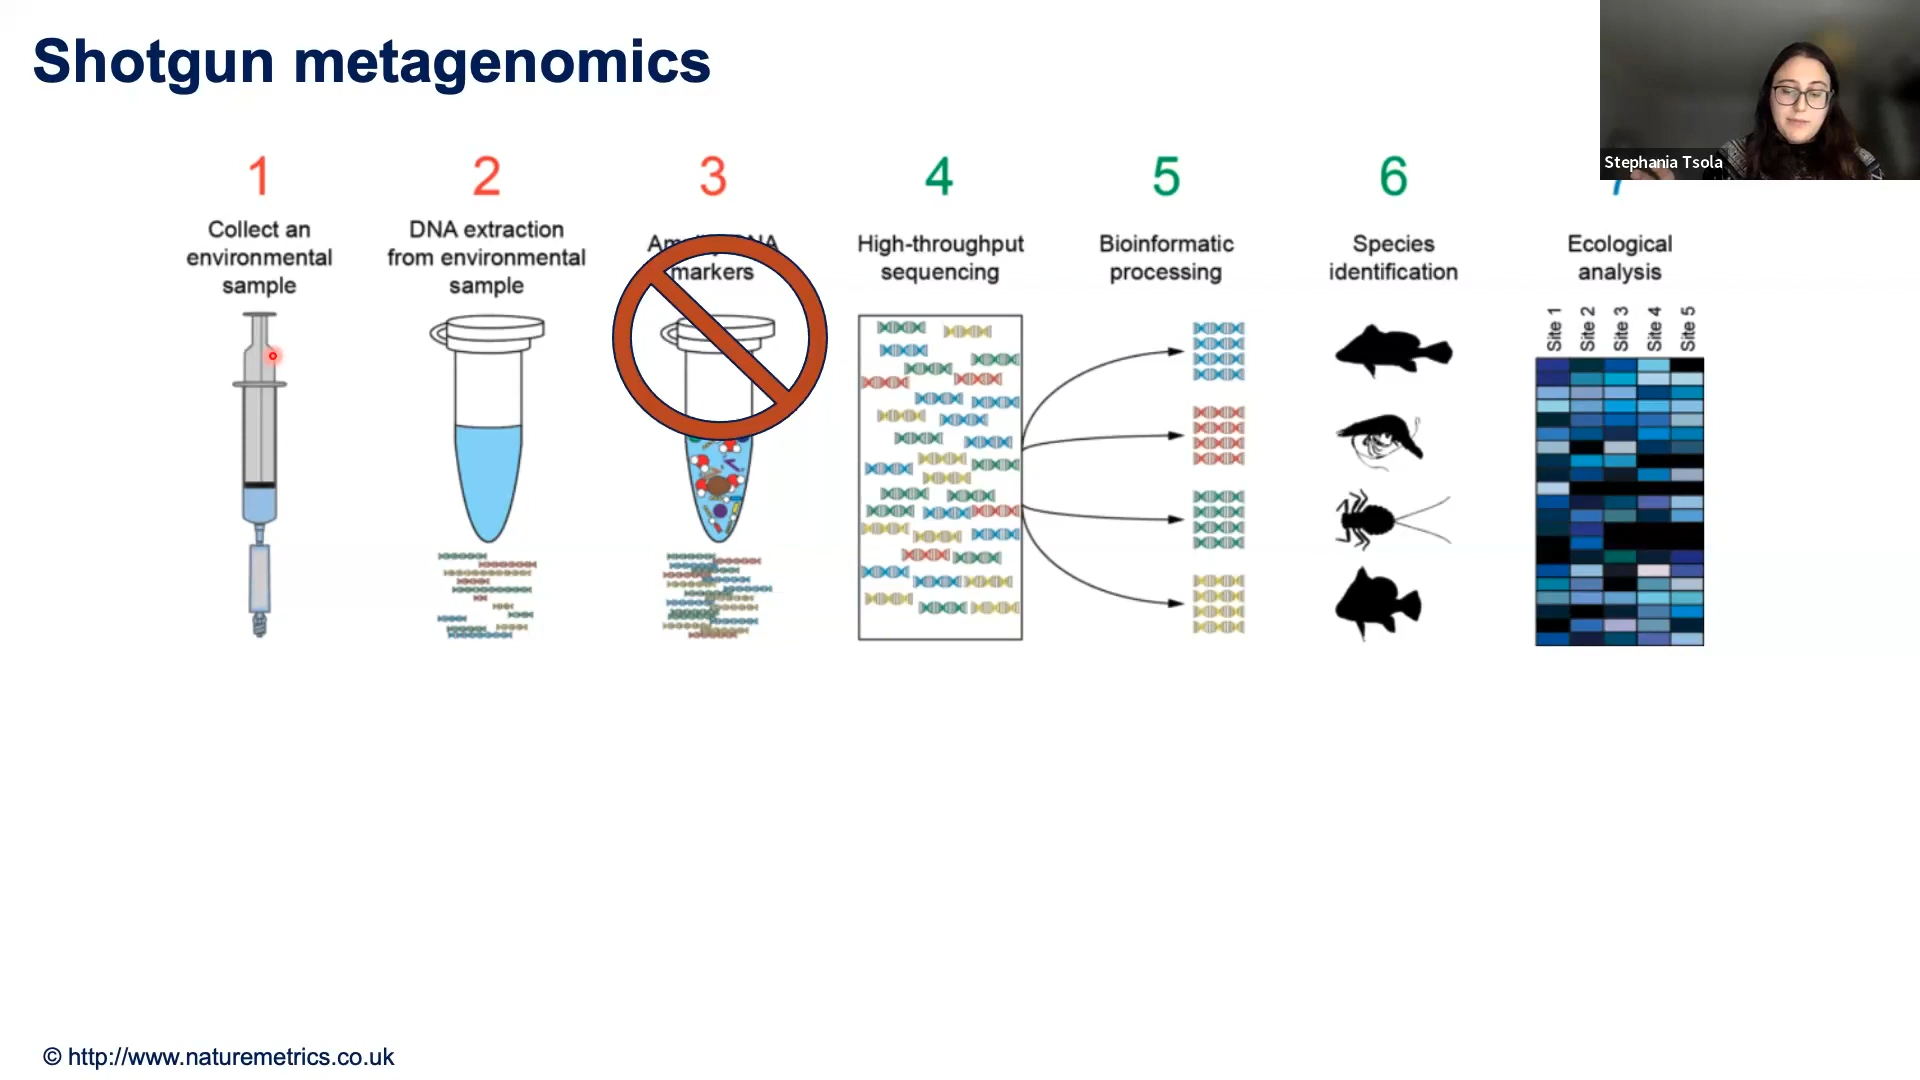 Shotgun metagenomics
Stephania Tsola
1
2
3
4
5
6
Collect an
environmental
sample
DNA extraction
from environmental
sample
markers
High-throughput
sequencing
Bioinformatic
processing
Species
identification
Ecological
analysis
Site 1
Site 2
Site 3
Site 4
Site 5
© http://www.naturemetrics.co.uk